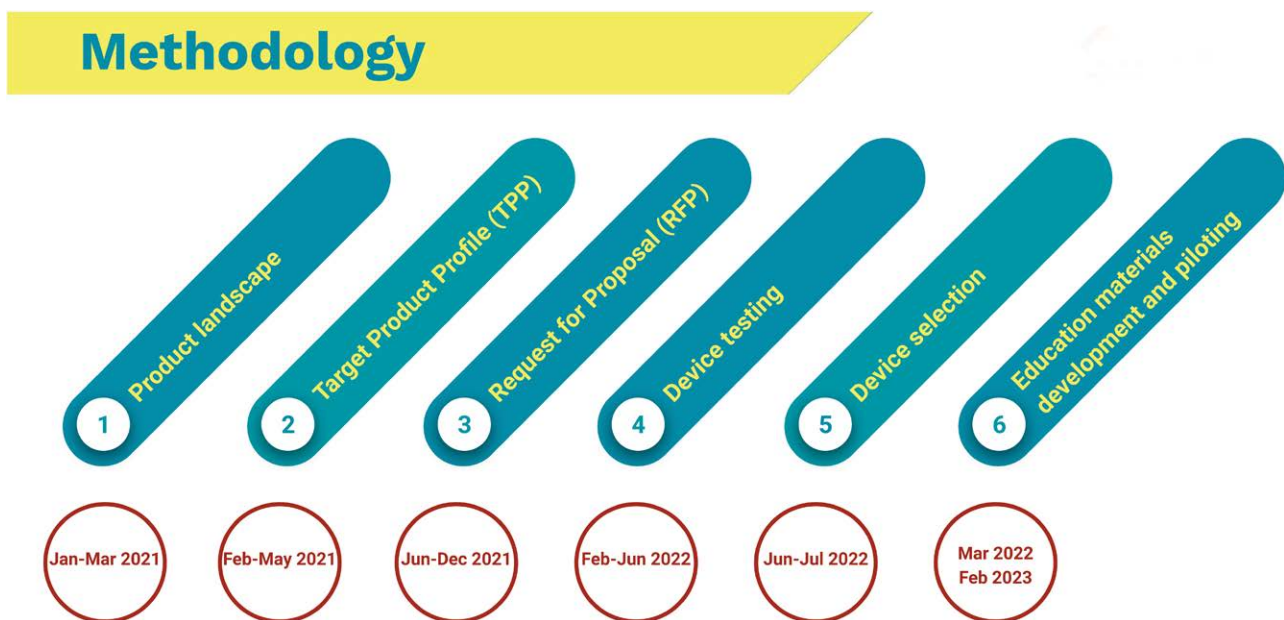 Methodology
Product landscape
Target Product Profile (TPP)
Request for Proposal (RFP)
Device testing
Device selection
Education materials
development and piloting
1
2
3
4
5
6
Jan-Mar 2021
Feb-May 2021
Jun-Dec 2021
Feb-Jun 2022
Jun-Jul 2022
Mar 2022
Feb 2023